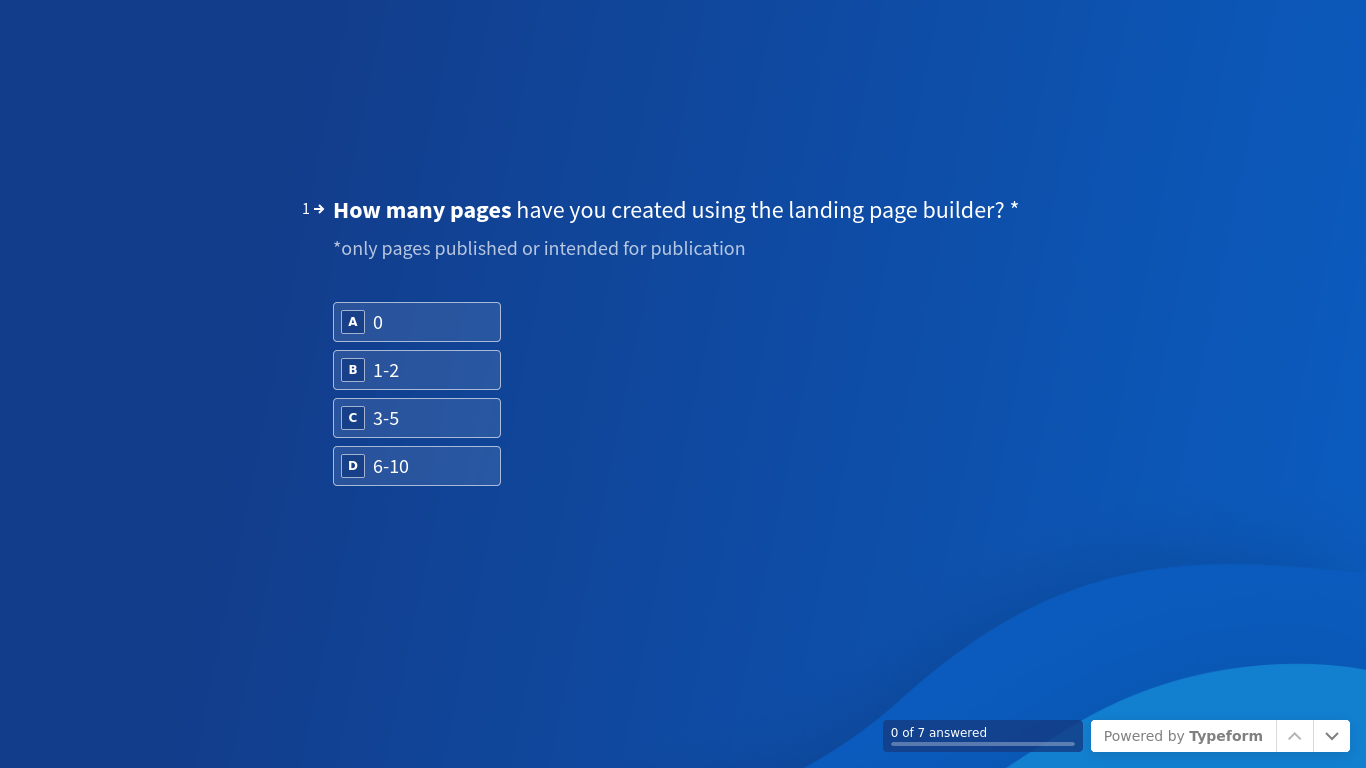 1 → How many pages have you created using the landing page builder? *
*only pages published or intended for publication
A 0
B 1-2
C 3-5
D 6-10
0 of 7 answered
Powered by Typeform